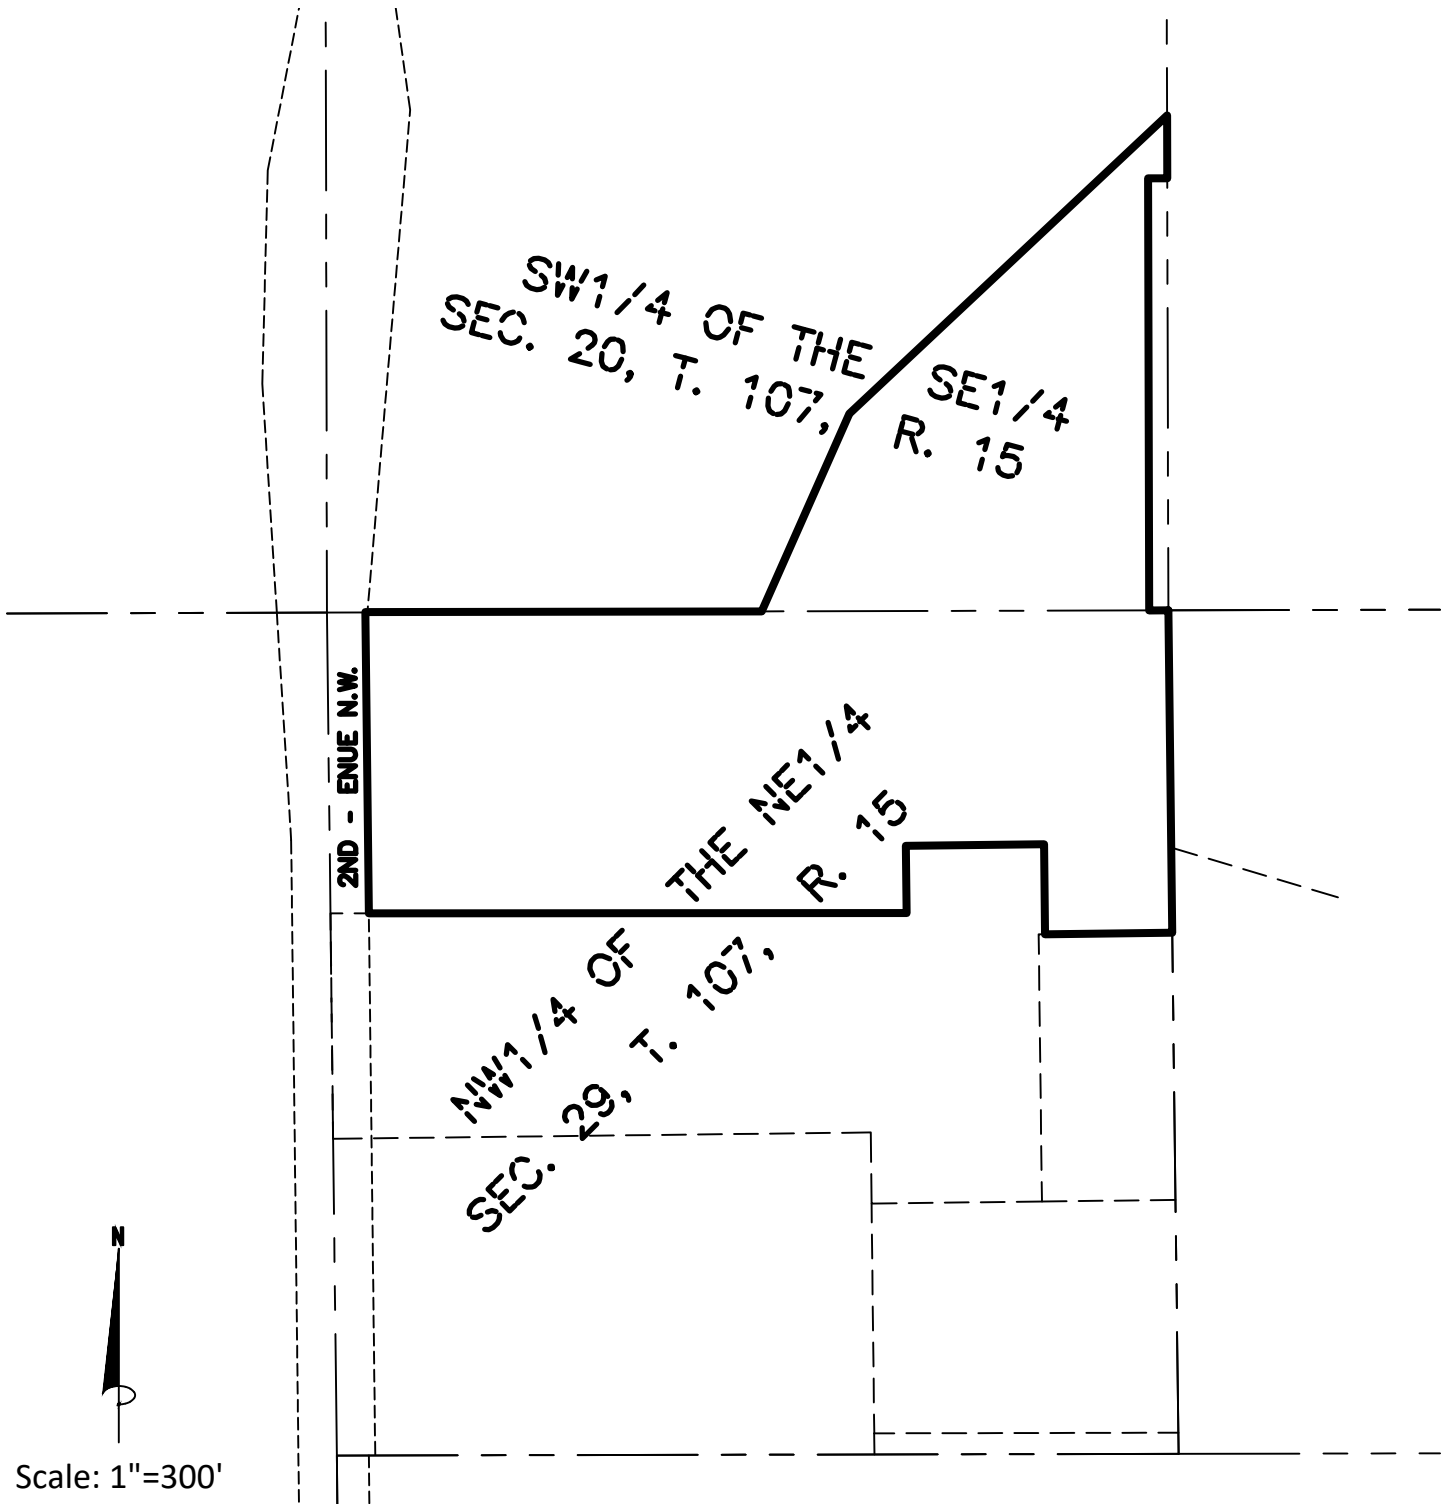 SW1/4 OF THE SE1/4
SEC. 20, T. 107, R. 15
2ND - ENUE N.W.
NW1/4 OF THE NE1/4
SEC. 29, T. 107, R. 15
N
Scale: 1"=300'